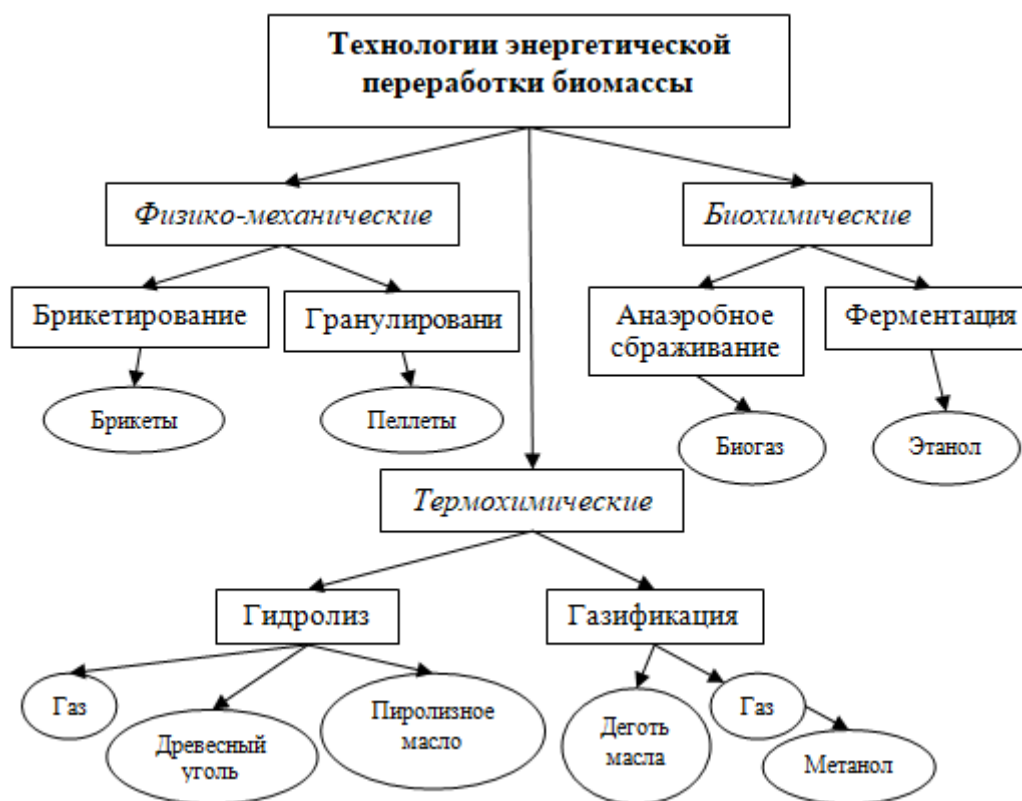 Технологии энергетической
переработки биомассы
Физико-механические
Биохимические
Брикетирование
Гранулировани
Анаэробное
сбраживание
Ферментация
Брикеты
Пеллеты
Биогаз
Этанол
Термохимические
Гидролиз
Газификация
Газ
Древесный
уголь
Пиролизное
масло
Деготь
масла
Газ
Метанол